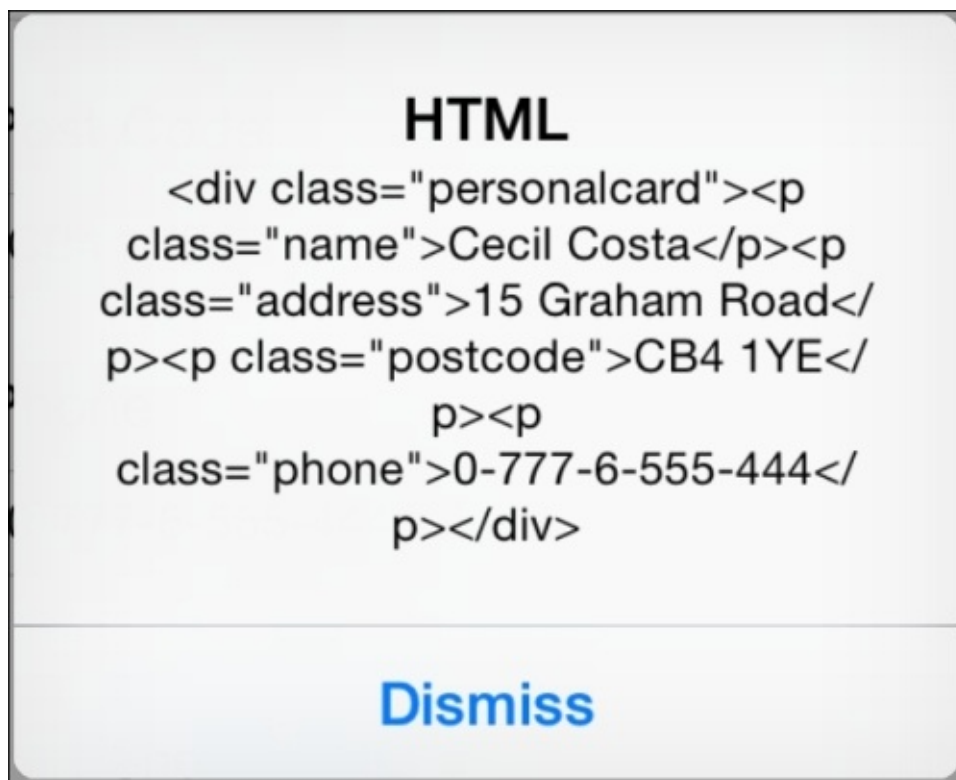 HTML
<div class="personalcard"><p
class="name">Cecil Costa</p><p
class="address">15 Graham Road</
p><p class="postcode">CB4 1YE</
p><p
class="phone">0-777-6-555-444</
p></div>
Dismiss